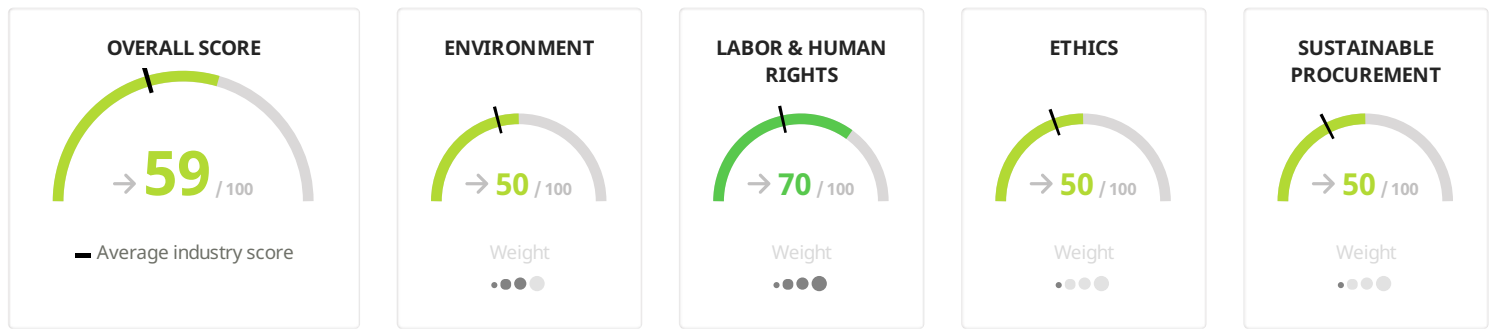 OVERALL SCORE
→ 59 / 100
Average industry score
ENVIRONMENT
→ 50 / 100
Weight
LABOR & HUMAN
RIGHTS
→ 70 / 100
Weight
ETHICS
→ 50 / 100
Weight
SUSTAINABLE
PROCUREMENT
→ 50 / 100
Weight